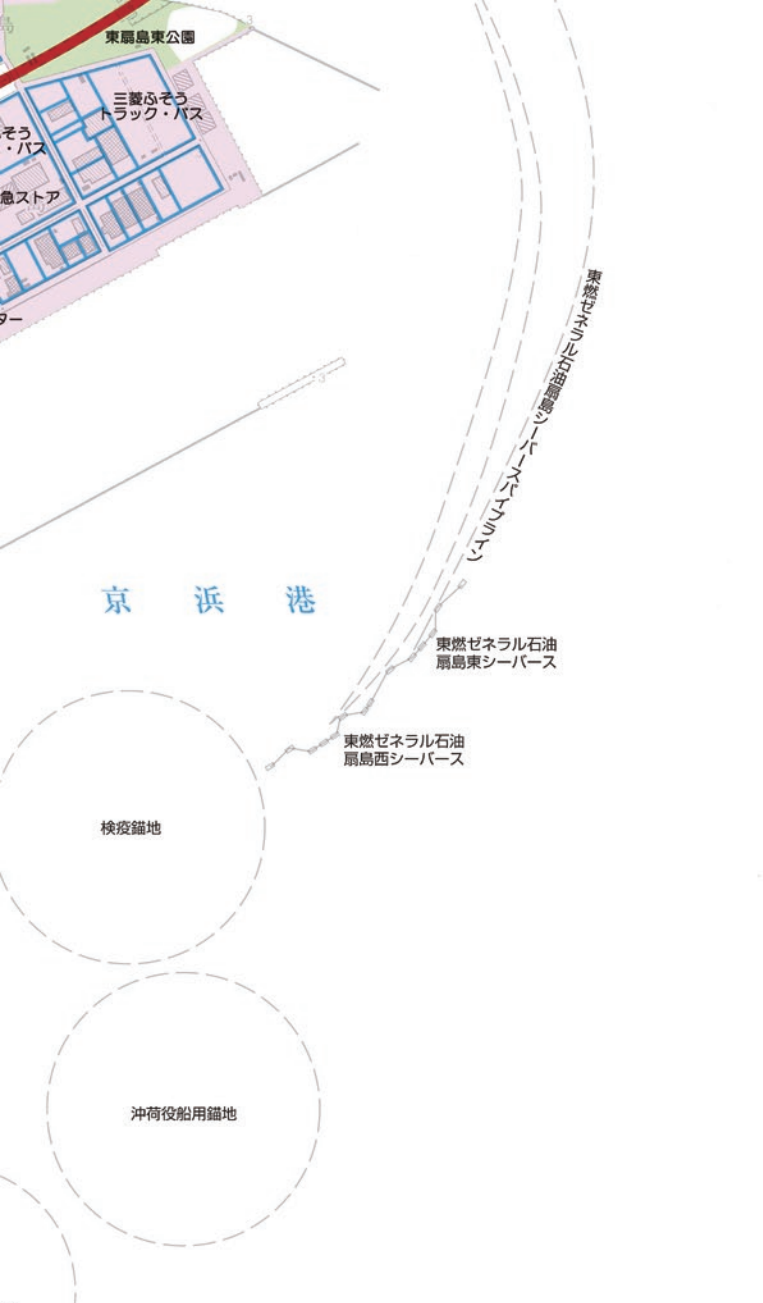 東扇島東公園
3
三菱ふそう
トラック・バス
そう
・バス
急ストア
ター
3
東燃ゼネラル石油扇島シーバースパイプライン
京浜港
東燃ゼネラル石油
扇島東シーバース
東燃ゼネラル石油
扇島西シーバース
検疫錨地
沖荷役船用錨地